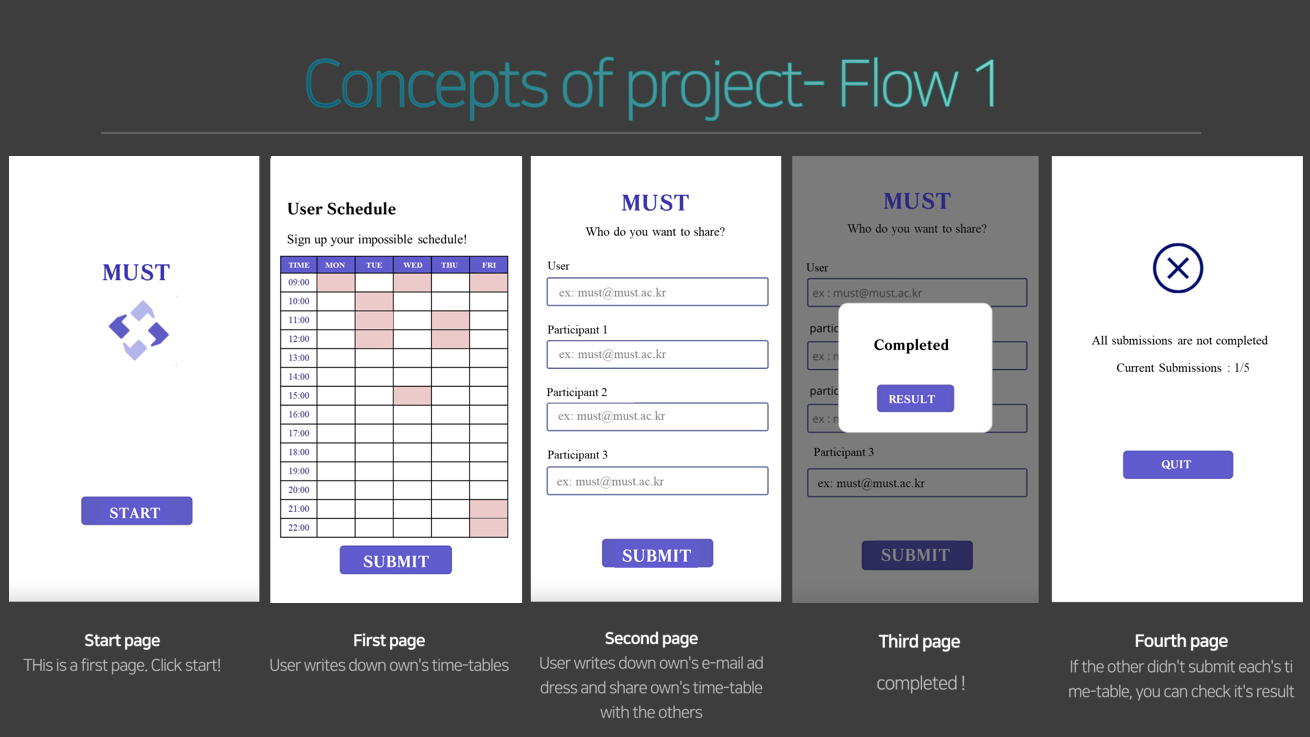 Concepts of project- Flow 1
MUST
START
User Schedule
Sign up your impossible schedule!
TIME MON TUE WED THU FRI
09:00
10:00
11:00
12:00
13:00
14:00
15:00
16:00
17:00
18:00
19:00
20:00
21:00
22:00
SUBMIT
MUST
Who do you want to share?
User
ex: must@must.ac.kr
Participant 1
ex: must@must.ac.kr
Participant 2
ex: must@must.ac.kr
Participant 3
ex: must@must.ac.kr
SUBMIT
MUST
Who do you want to share?
User
ex : must@must.ac.kr
partic
ex : n
partic
ex : n
Completed
RESULT
Participant 3
ex: must@must.ac.kr
SUBMIT
All submissions are not completed
Current Submissions : 1/5
QUIT
Start page
THis is a first page. Click start!
First page
User writes down own's time-tables
Second page
User writes down own's e-mail ad
dress and share own's time-table
with the others
Third page
completed !
Fourth page
If the other didn't submit each's ti
me-table, you can check it's result